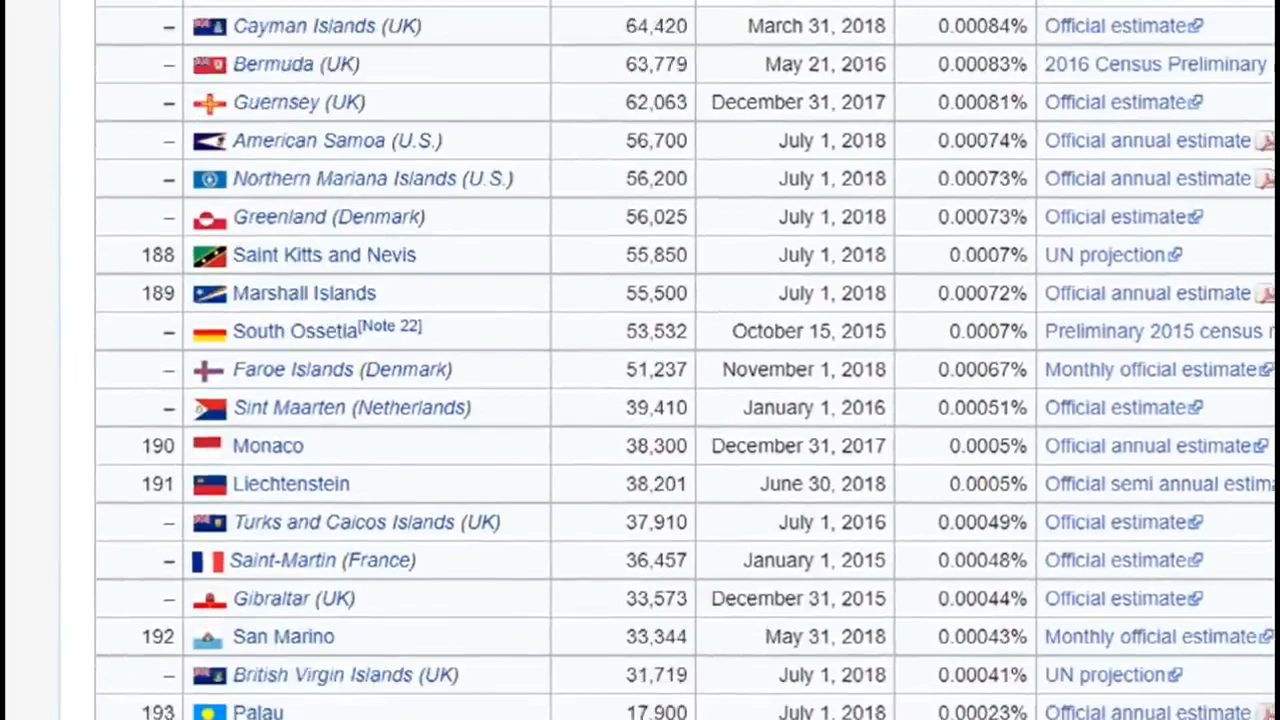 – Cayman Islands (UK) 64,420 March 31, 2018 0.00084% Official estimate
– Bermuda (UK) 63,779 May 21, 2016 0.00083% 2016 Census Preliminary
– Guernsey (UK) 62,063 December 31, 2017 0.00081% Official estimate
– American Samoa (U.S.) 56,700 July 1, 2018 0.00074% Official annual estimate
– Northern Mariana Islands (U.S.) 56,200 July 1, 2018 0.00073% Official annual estimate
– Greenland (Denmark) 56,025 July 1, 2018 0.00073% Official estimate
188 Saint Kitts and Nevis 55,850 July 1, 2018 0.0007% UN projection
189 Marshall Islands 55,500 July 1, 2018 0.00072% Official annual estimate
– South Ossetia[Note 22] 53,532 October 15, 2015 0.0007% Preliminary 2015 census
– Faroe Islands (Denmark) 51,237 November 1, 2018 0.00067% Monthly official estimate
– Sint Maarten (Netherlands) 39,410 January 1, 2016 0.00051% Official estimate
190 Monaco 38,300 December 31, 2017 0.0005% Official annual estimate
191 Liechtenstein 38,201 June 30, 2018 0.0005% Official semi annual estima
– Turks and Caicos Islands (UK) 37,910 July 1, 2016 0.00049% Official estimate
– Saint-Martin (France) 36,457 January 1, 2015 0.00048% Official estimate
– Gibraltar (UK) 33,573 December 31, 2015 0.00044% Official estimate
192 San Marino 33,344 May 31, 2018 0.00043% Monthly official estimate
– British Virgin Islands (UK) 31,719 July 1, 2018 0.00041% UN projection
193 Palau 17,900 July 1, 2018 0.00023% Official annual estimate